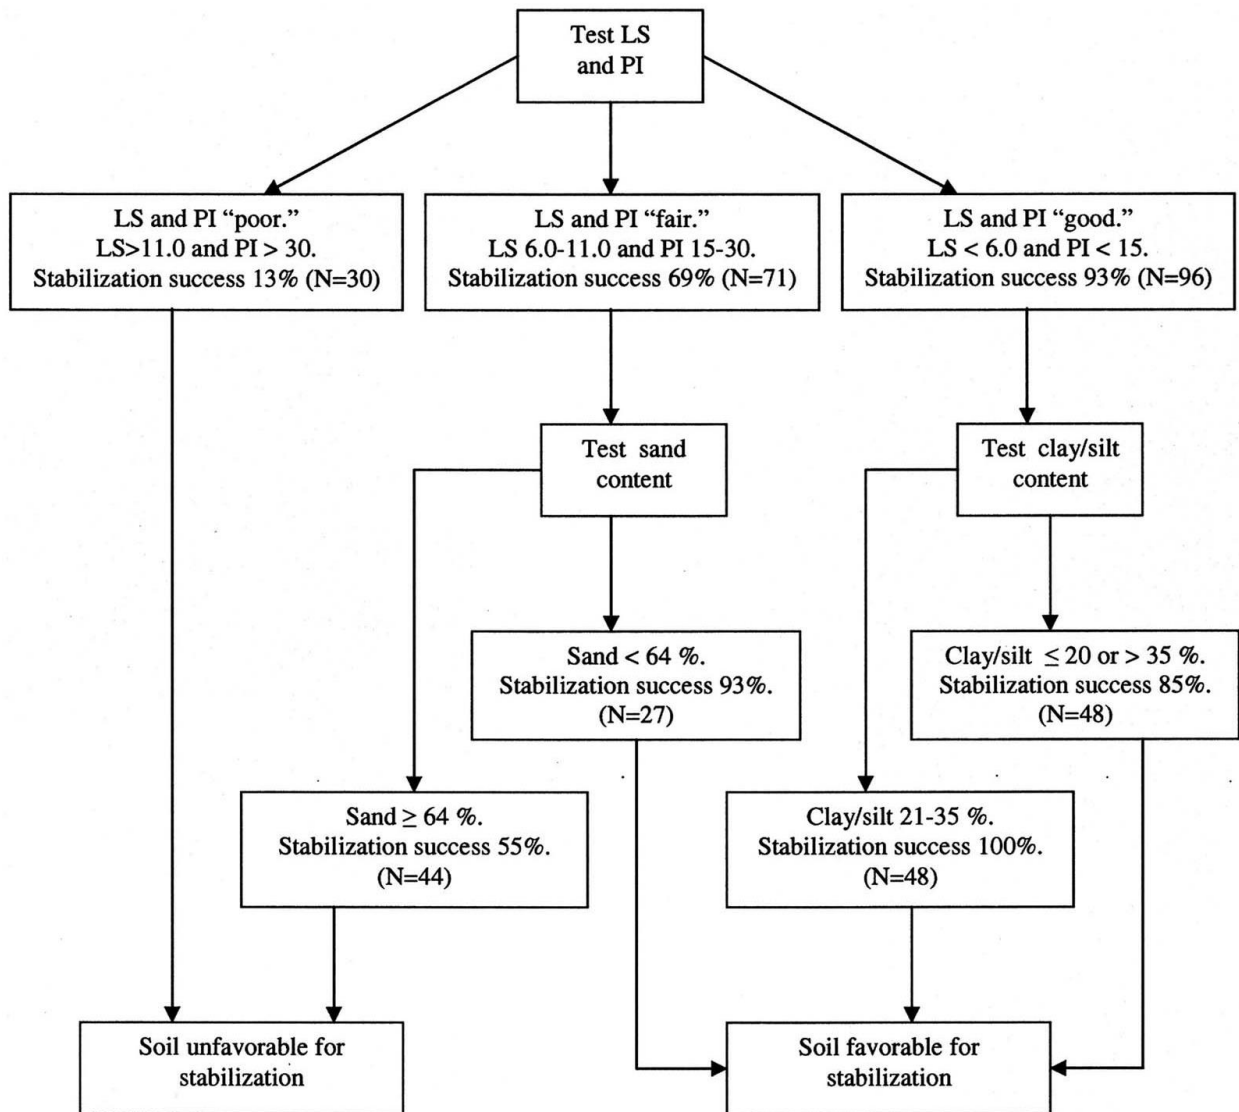 Test LS
and PI
LS and PI “poor.”
LS>11.0 and PI > 30.
Stabilization success 13% (N=30)
LS and PI “fair.”
LS 6.0-11.0 and PI 15-30.
Stabilization success 69% (N=71)
LS and PI “good.”
LS < 6.0 and PI < 15.
Stabilization success 93% (N=96)
Test sand
content
Test clay/silt
content
Sand < 64 %.
Stabilization success 93%.
(N=27)
Clay/silt ≤ 20 or > 35 %.
Stabilization success 85%.
(N=48)
Sand ≥ 64 %.
Stabilization success 55%.
(N=44)
Clay/silt 21-35 %.
Stabilization success 100%.
(N=48)
Soil unfavorable for
stabilization
Soil favorable for
stabilization